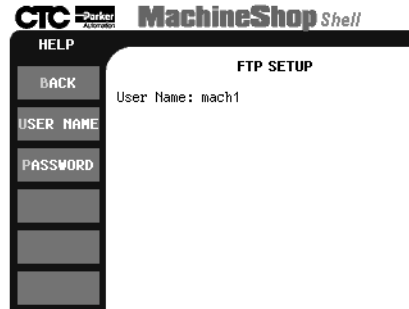 CTC Parker Automation MachineShop Shell
HELP
FTP SETUP
BACK
User Name: mach1
USER NAME
PASSWORD